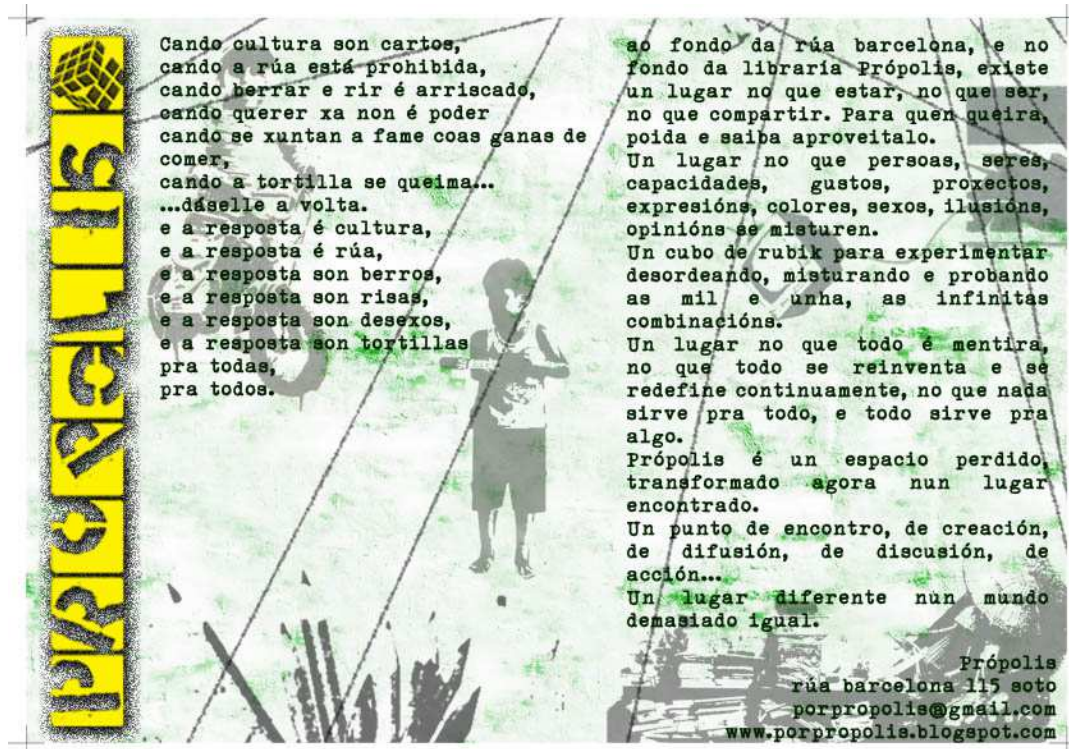 PRÓPOLIS
Cando cultura son cartos,
cando a rúa está prohibida,
cando berrar e rir é arriscado,
cando querer xa non é poder
cando se xuntan a fame coas ganas de
comer,
cando a tortilla se queima...
...dáselle a volta.
e a resposta é cultura,
e a resposta é rúa,
e a resposta son berros,
e a resposta son risas,
e a resposta son desexos,
e a resposta son tortillas
pra todas,
pra todos.
ao fondo da rúa barcelona, e no
fondo da libraría Própolis, existe
un lugar no que estar, no que ser,
no que compartir. Para quen queira,
poida e saiba aproveitalo.
Un lugar no que persoas, seres,
capacidades, gustos, proxectos,
expresións, colores, sexos, ilusións,
opinións se misturen.
Un cubo de rubik para experimentar
desordeando, misturando e probando
as mil e unha, as infinitas
combinacións.
Un lugar no que todo é mentira,
no que todo se reinventa e se
redefine continuamente, no que nada
sirve pra todo, e todo sirve pra
algo.
Própolis é un espacio perdido,
transformado agora nun lugar
encontrado.
Un punto de encontro, de creación,
de difusión, de discusión, de
acción...
Un lugar diferente nun mundo
demasiado igual.
Própolis
rúa barcelona 115 soto
porpropolis@gmail.com
www.porpropolis.blogspot.com